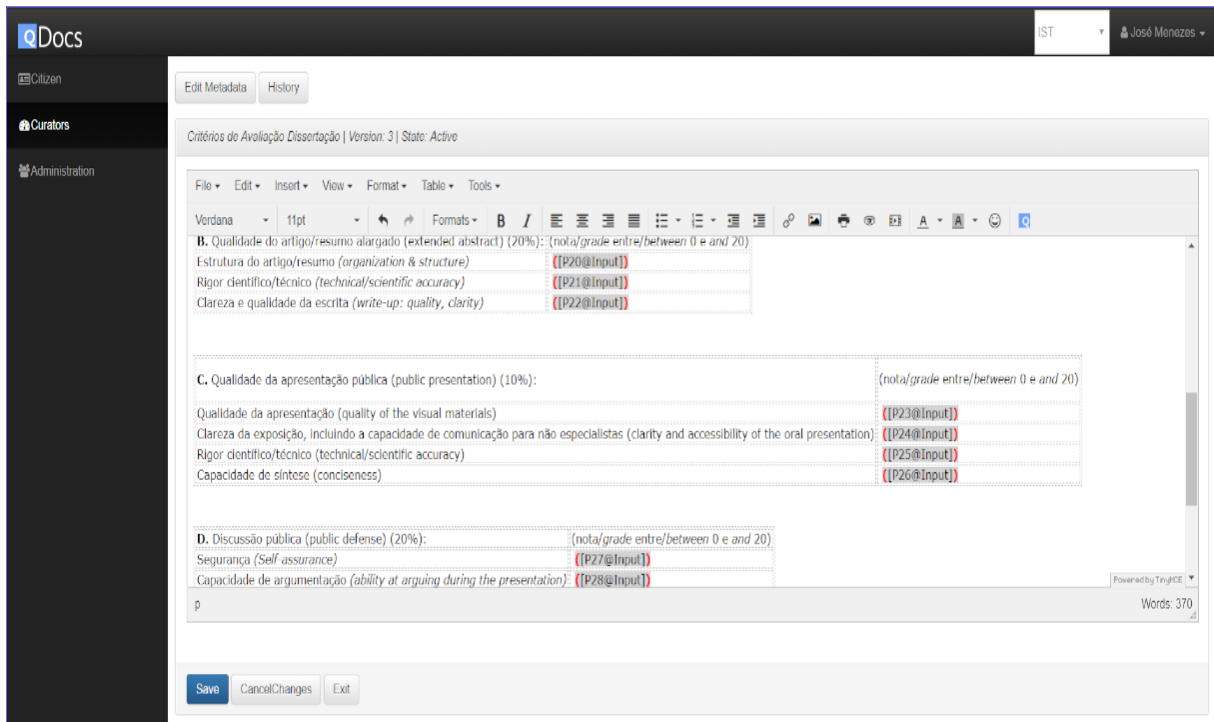 QDocs
IST
José Menezes
Citizen
Curators
Administration
Edit Metadata History
Critérios de Avaliação Dissertação | Version: 3 | State: Active
File Edit Insert View Format Table Tools
Verdana 11pt Formats B I A A Q
B. Qualidade do artigo/resumo alargado (extended abstract) (20%): (nota/grade entre/between 0 e and 20)
Estrutura do artigo/resumo (organization & structure) ([P20@Input])
Rigor científico/técnico (technical/scientific accuracy) ([P21@Input])
Clareza e qualidade da escrita (write-up: quality, clarity) ([P22@Input])
C. Qualidade da apresentação pública (public presentation) (10%): (nota/grade entre/between 0 e and 20)
Qualidade da apresentação (quality of the visual materials) ([P23@Input])
Clareza da exposição, incluindo a capacidade de comunicação para não especialistas (clarity and accessibility of the oral presentation) ([P24@Input])
Rigor científico/técnico (technical/scientific accuracy) ([P25@Input])
Capacidade de síntese (conciseness) ([P26@Input])
D. Discussão pública (public defense) (20%): (nota/grade entre/between 0 e and 20)
Segurança (Self-assurance) ([P27@Input])
Capacidade de argumentação (ability at arguing during the presentation) ([P28@Input])
Powered by TinyMCE
p Words: 370
Save CancelChanges Exit